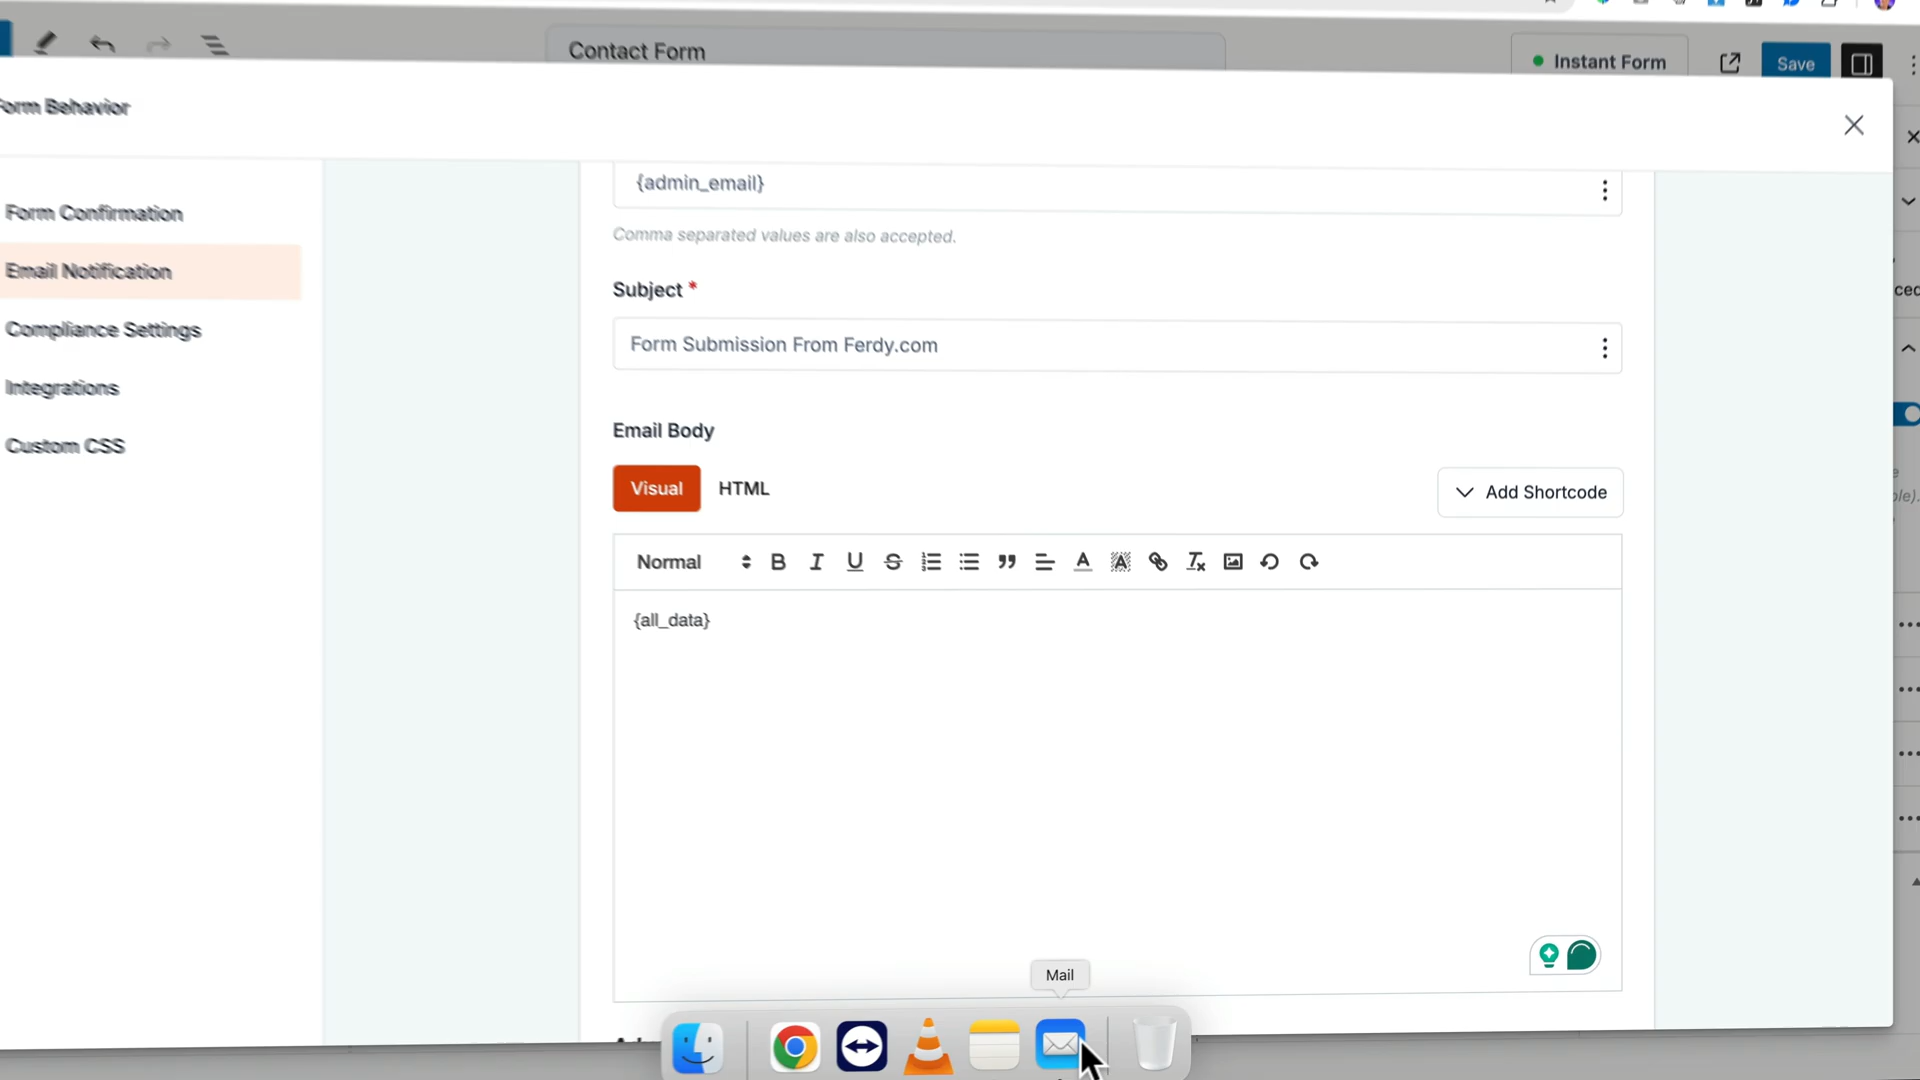 Contact Form
Instant Form
Save
Form Behavior
Form Confirmation
Email Notification
Compliance Settings
Integrations
Custom CSS
{admin_email}
Comma separated values are also accepted.
Subject *
Form Submission From Ferdy.com
Email Body
Visual
HTML
Add Shortcode
Normal
{all_data}
Mail